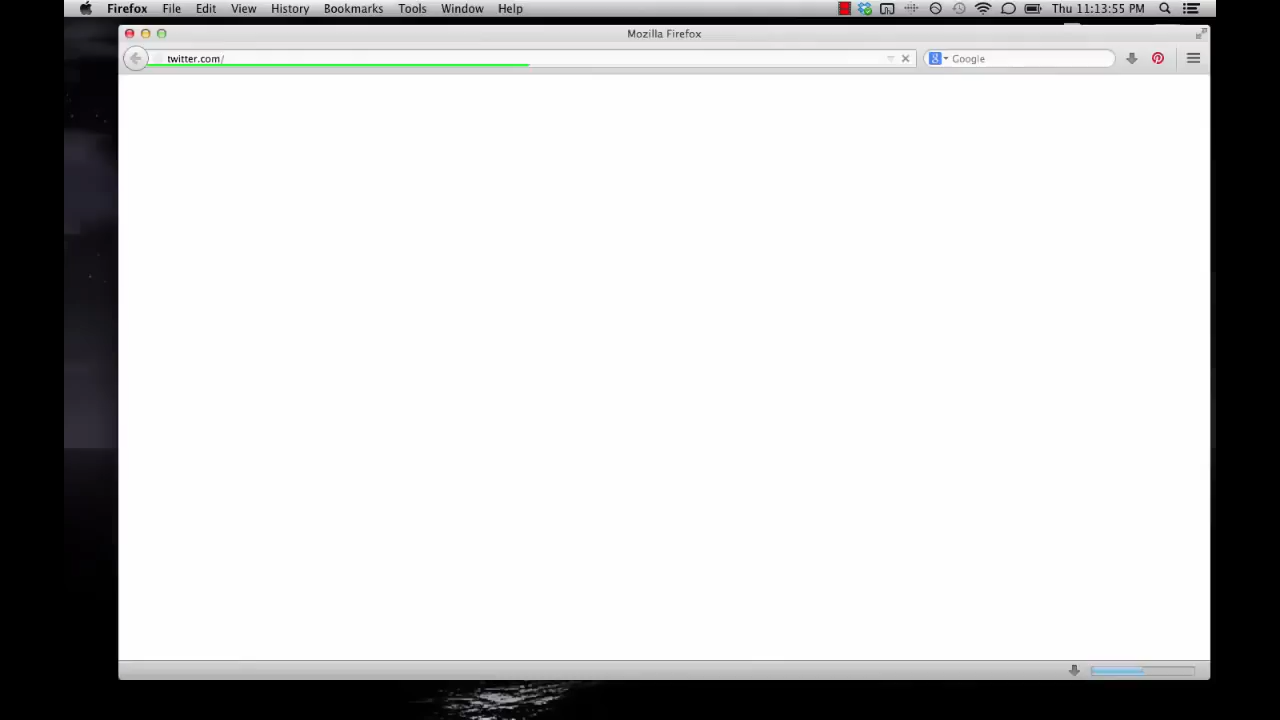 Firefox File Edit View History Bookmarks Tools Window Help Thu 11:13:55 PM
Mozilla Firefox
twitter.com/ Google